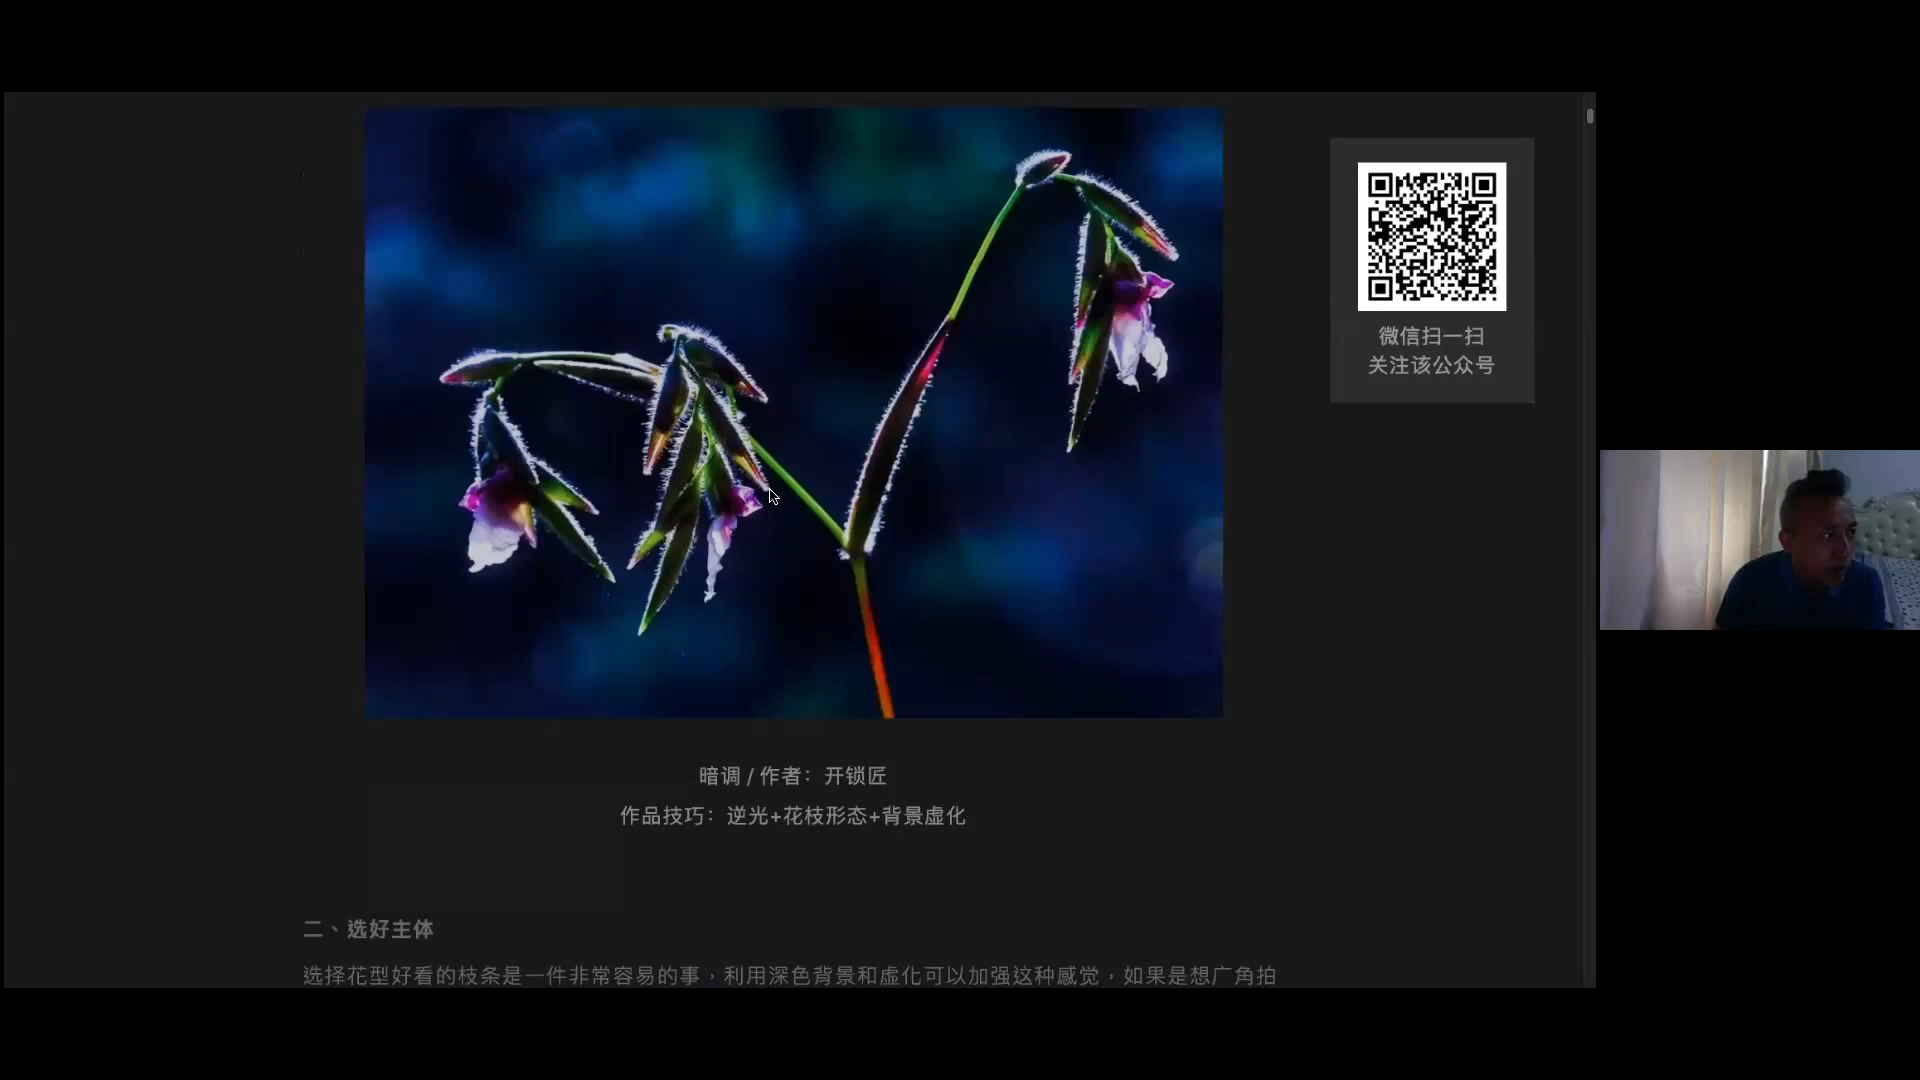 微信扫一扫
关注该公众号
暗调 / 作者：开锁匠
作品技巧：逆光+花枝形态+背景虚化
二、选好主体
选择花型好看的枝条是一件非常容易的事，利用深色背景和虚化可以加强这种感觉，如果是想广角拍